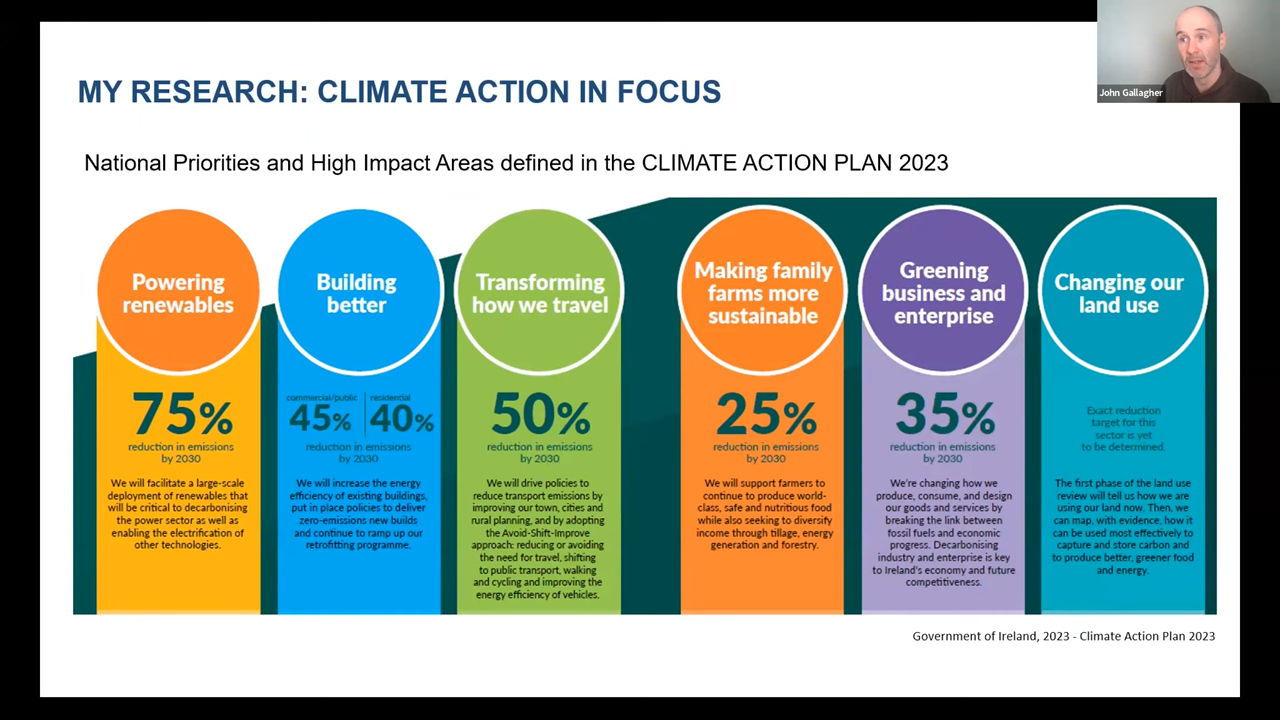 MY RESEARCH: CLIMATE ACTION IN FOCUS
John Gallagher
National Priorities and High Impact Areas defined in the CLIMATE ACTION PLAN 2023
Powering
renewables
75%
reduction in emissions
by 2030
We will facilitate a large-scale
deployment of renewables that
will be critical to decarbonising
the power sector as well as
enabling the electrification of
other technologies.
Building
better
commercial/public
45%
residential
40%
reduction in emissions
by 2030
We will increase the energy
efficiency of existing buildings,
put in place policies to deliver
zero-emissions new builds
and continue to ramp up our
retrofitting programme.
Transforming
how we travel
50%
reduction in emissions
by 2030
We will drive policies to
reduce transport emissions by
improving our town, cities and
rural planning, and by adopting
the Avoid-Shift-Improve
approach: reducing or avoiding
the need for travel, shifting
to public transport, walking
and cycling and improving the
energy efficiency of vehicles.
Making family
farms more
sustainable
25%
reduction in emissions
by 2030
We will support farmers to
continue to produce world-
class, safe and nutritious food
while also seeking to diversify
income through tillage, energy
generation and forestry.
Greening
business and
enterprise
35%
reduction in emissions
by 2030
We're changing how we
produce, consume, and design
our goods and services by
breaking the link between
fossil fuels and economic
progress. Decarbonising
industry and enterprise is key
to Ireland's economy and future
competitiveness.
Changing our
land use
Exact reduction
target for this
sector is yet
to be determined.
The first phase of the land use
review will tell us how we are
using our land now. Then, we
can map, with evidence, how it
can be used most effectively to
capture and store carbon and
to produce better, greener food
and energy.
Government of Ireland, 2023 - Climate Action Plan 2023